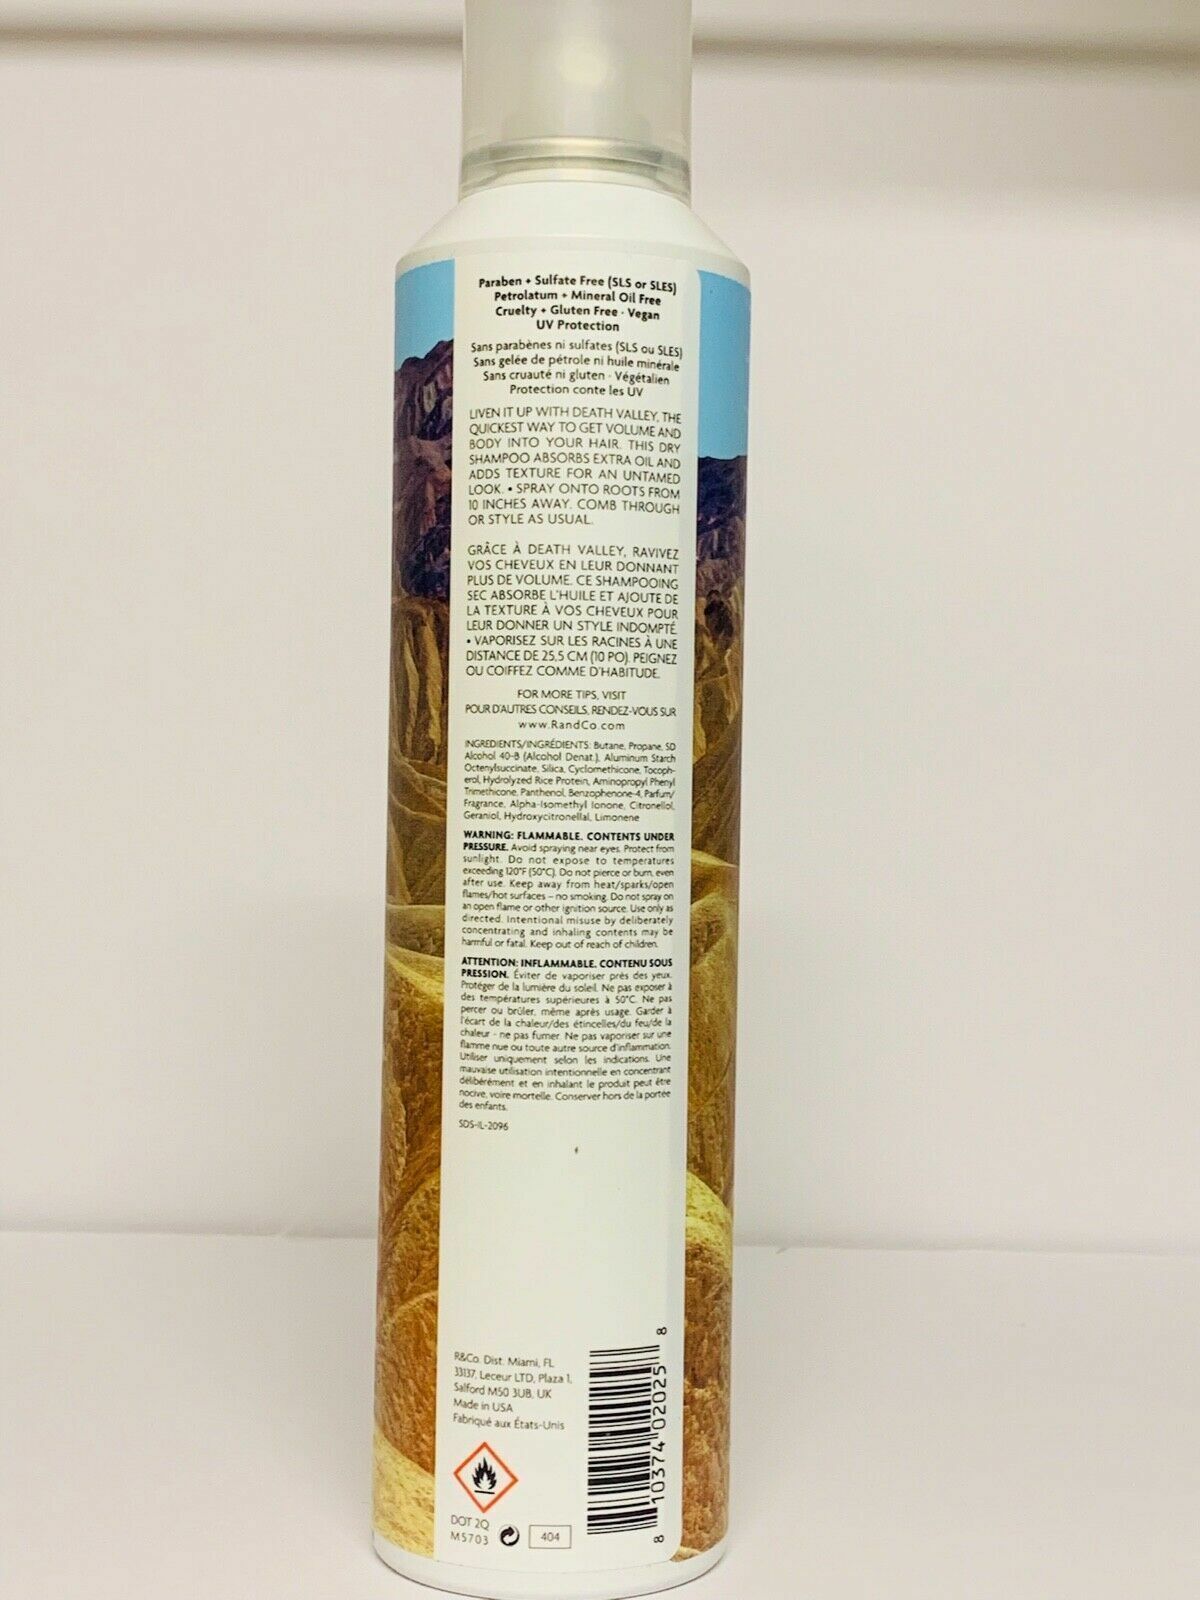 Paraben + Sulfate Free (SLS or SLES)
Petrolatum + Mineral Oil Free
Cruelty + Gluten Free · Vegan
UV Protection
Sans parabènes ni sulfates (SLS ou SLES)
Sans gelée de pétrole ni huile minérale
Sans cruauté ni gluten · Végétalien
Protection conte les UV
LIVEN IT UP WITH DEATH VALLEY, THE
QUICKEST WAY TO GET VOLUME AND
BODY INTO YOUR HAIR. THIS DRY
SHAMPOO ABSORBS EXTRA OIL AND
ADDS TEXTURE FOR AN UNTAMED
LOOK. • SPRAY ONTO ROOTS FROM
10 INCHES AWAY. COMB THROUGH
OR STYLE AS USUAL.
GRÂCE À DEATH VALLEY, RAVIVEZ
VOS CHEVEUX EN LEUR DONNANT
PLUS DE VOLUME. CE SHAMPOOING
SEC ABSORBE L'HUILE ET AJOUTE DE
LA TEXTURE À VOS CHEVEUX POUR
LEUR DONNER UN STYLE INDOMPTÉ.
• VAPORISEZ SUR LES RACINES À UNE
DISTANCE DE 25,5 CM (10 PO). PEIGNEZ
OU COIFFEZ COMME D'HABITUDE.
FOR MORE TIPS, VISIT
POUR D'AUTRES CONSEILS, RENDEZ-VOUS SUR
www.RandCo.com
INGREDIENTS/INGRÉDIENTS: Butane, Propane, SD
Alcohol 40-B (Alcohol Denat.), Aluminum Starch
Octenylsuccinate, Silica, Cyclomethicone, Tocoph-
erol, Hydrolyzed Rice Protein, Aminopropyl Phenyl
Trimethicone, Panthenol, Benzophenone-4, Parfum/
Fragrance, Alpha-Isomethyl Ionone, Citronellol,
Geraniol, Hydroxycitronellal, Limonene
WARNING: FLAMMABLE. CONTENTS UNDER
PRESSURE. Avoid spraying near eyes. Protect from
sunlight. Do not expose to temperatures
exceeding 120°F (50°C). Do not pierce or burn, even
after use. Keep away from heat/sparks/open
flames/hot surfaces – no smoking. Do not spray on
an open flame or other ignition source. Use only as
directed. Intentional misuse by deliberately
concentrating and inhaling contents may be
harmful or fatal. Keep out of reach of children.
ATTENTION: INFLAMMABLE. CONTENU SOUS
PRESSION. Éviter de vaporiser près des yeux.
Protéger de la lumière du soleil. Ne pas exposer à
des températures supérieures à 50°C. Ne pas
percer ou brûler, même après usage. Garder à
l'écart de la chaleur/des étincelles/du feu/de la
chaleur - ne pas fumer. Ne pas vaporiser sur une
flamme nue ou toute autre source d'inflammation.
Utiliser uniquement selon les indications. Une
mauvaise utilisation intentionnelle en concentrant
délibérément et en inhalant le produit peut être
nocive, voire mortelle. Conserver hors de la portée
des enfants.
SDS-IL-2096
R&Co. Dist. Miami, FL
33137, Leceur LTD, Plaza 1,
Salford M50 3UB, UK
Made in USA
Fabriqué aux États-Unis
DOT 2Q
M5703
404
8 10374 02025 8